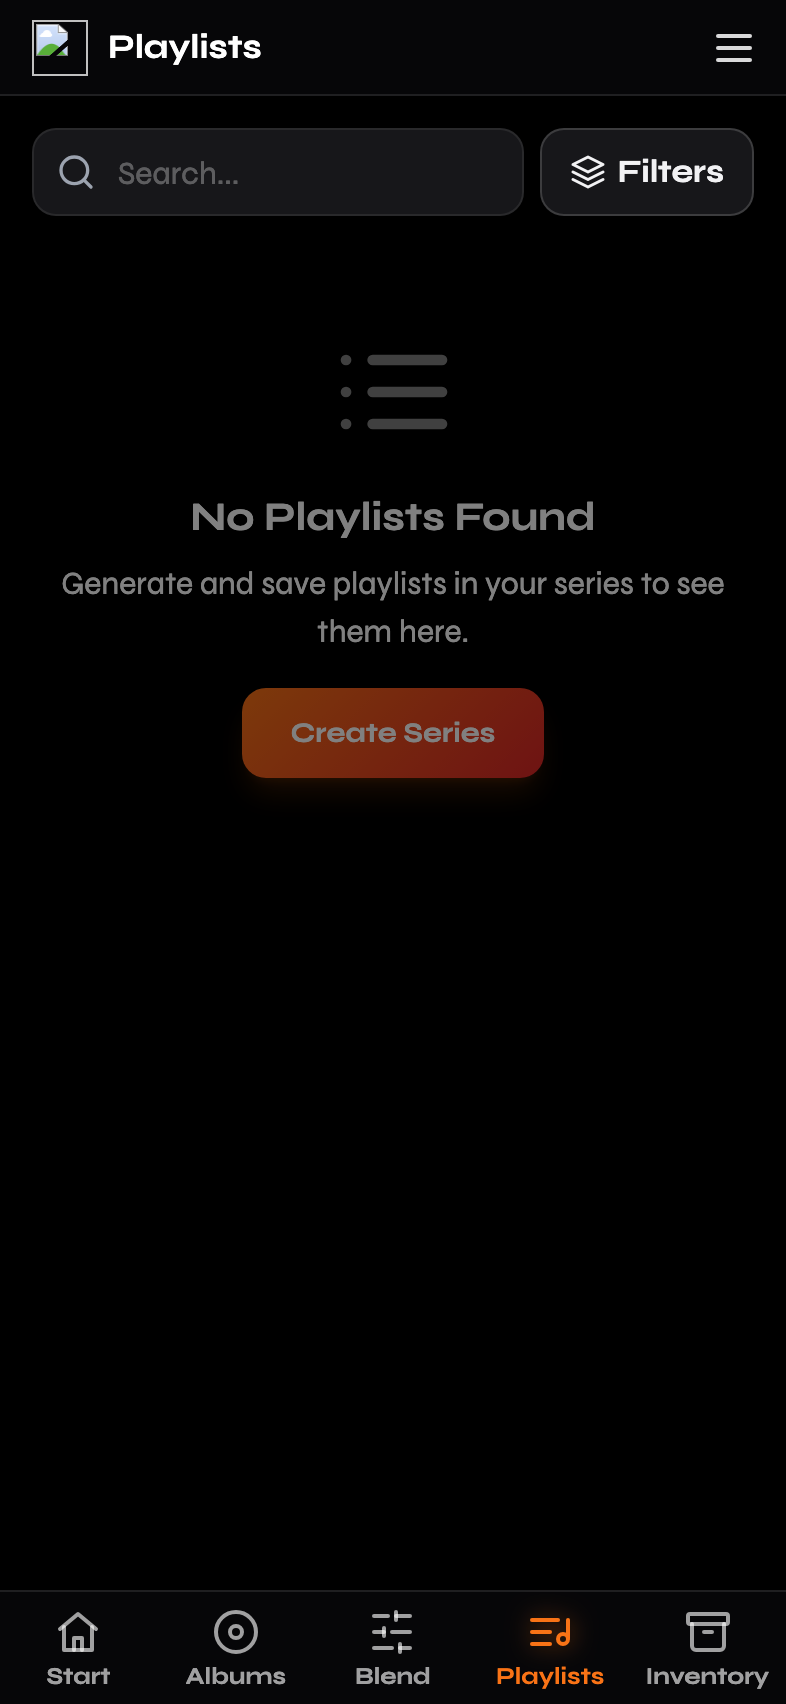 Playlists
Search...
Filters
No Playlists Found
Generate and save playlists in your series to see
them here.
Create Series
Start
Albums
Blend
Playlists
Inventory